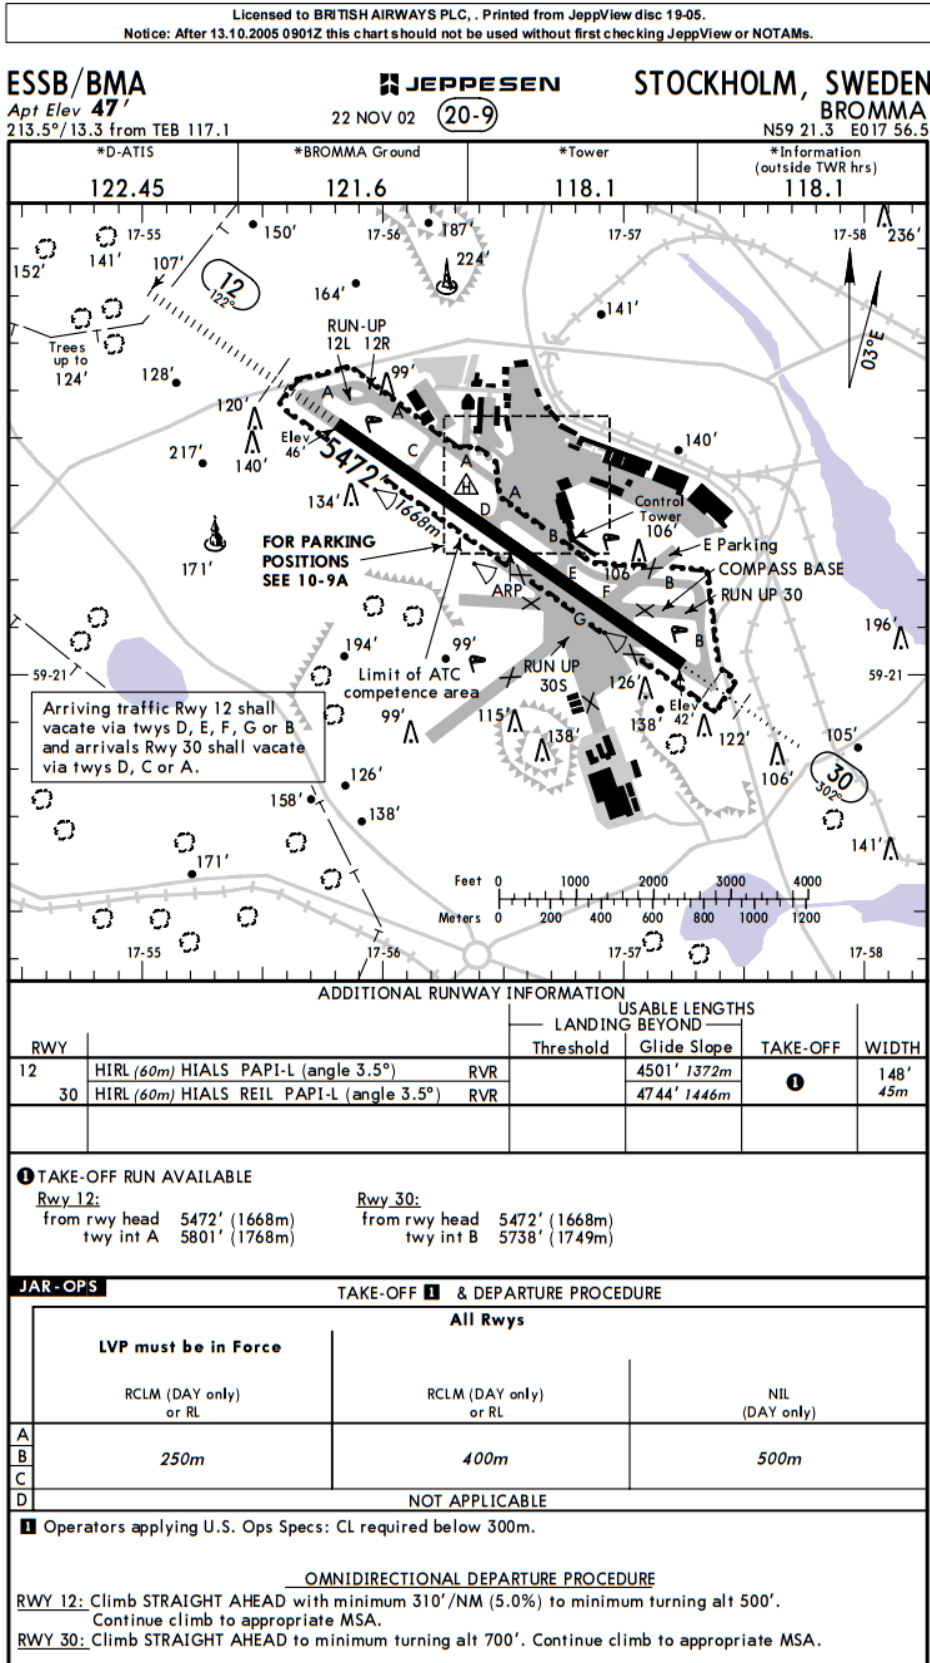 Licensed to BRITISH AIRWAYS PLC, . Printed from JeppView disc 19-05.
Notice: After 13.10.2005 0901Z this chart should not be used without first checking JeppView or NOTAMs.
ESSB/BMA
JEPPESEN
STOCKHOLM, SWEDEN
Apt Elev 47'
22 NOV 02
20-9
BROMMA
213.5°/13.3 from TEB 117.1
N59 21.3 E017 56.5
*D-ATIS
*BROMMA Ground
*Tower
*Information
(outside TWR hrs)
122.45
121.6
118.1
118.1
17-55
150'
17-56
187'
17-57
17-58
236'
152'
141'
107'
12
122°
224'
164'
141'
03°E
Trees
up to
124'
RUN-UP
12L 12R
128'
99'
A
A
120'
C
140'
Elev
46'
5472'
1668m
A
H
A
217'
140'
134'
D
Control
Tower
106'
B
171'
FOR PARKING
POSITIONS
SEE 10-9A
E Parking
106
COMPASS BASE
ARP
E
F
B
RUN UP 30
G
196'
194'
99'
B
59-21
Limit of ATC
competence area
RUN UP
30S
126'
59-21
Arriving traffic Rwy 12 shall
vacate via twys D, E, F, G or B
and arrivals Rwy 30 shall vacate
via twys D, C or A.
99'
115'
138'
138'
Elev
42'
122'
105'
106'
30
302°
126'
158'
138'
141'
171'
Feet 0 1000 2000 3000 4000
Meters 0 200 400 600 800 1000 1200
17-55
17-56
17-57
17-58
ADDITIONAL RUNWAY INFORMATION
USABLE LENGTHS
LANDING BEYOND
RWY
Threshold
Glide Slope
TAKE-OFF
WIDTH
12 HIRL (60m) HIALS PAPI-L (angle 3.5°) RVR 4501' 1372m
1
148'
45m
30 HIRL (60m) HIALS REIL PAPI-L (angle 3.5°) RVR 4744' 1446m
1 TAKE-OFF RUN AVAILABLE
Rwy 12:
from rwy head 5472' (1668m)
twy int A 5801' (1768m)
Rwy 30:
from rwy head 5472' (1668m)
twy int B 5738' (1749m)
JAR-OPS
TAKE-OFF 1 & DEPARTURE PROCEDURE
All Rwys
LVP must be in Force
RCLM (DAY only)
or RL
RCLM (DAY only)
or RL
NIL
(DAY only)
A
B
C
250m
400m
500m
D
NOT APPLICABLE
1 Operators applying U.S. Ops Specs: CL required below 300m.
OMNIDIRECTIONAL DEPARTURE PROCEDURE
RWY 12: Climb STRAIGHT AHEAD with minimum 310'/NM (5.0%) to minimum turning alt 500'.
Continue climb to appropriate MSA.
RWY 30: Climb STRAIGHT AHEAD to minimum turning alt 700'. Continue climb to appropriate MSA.